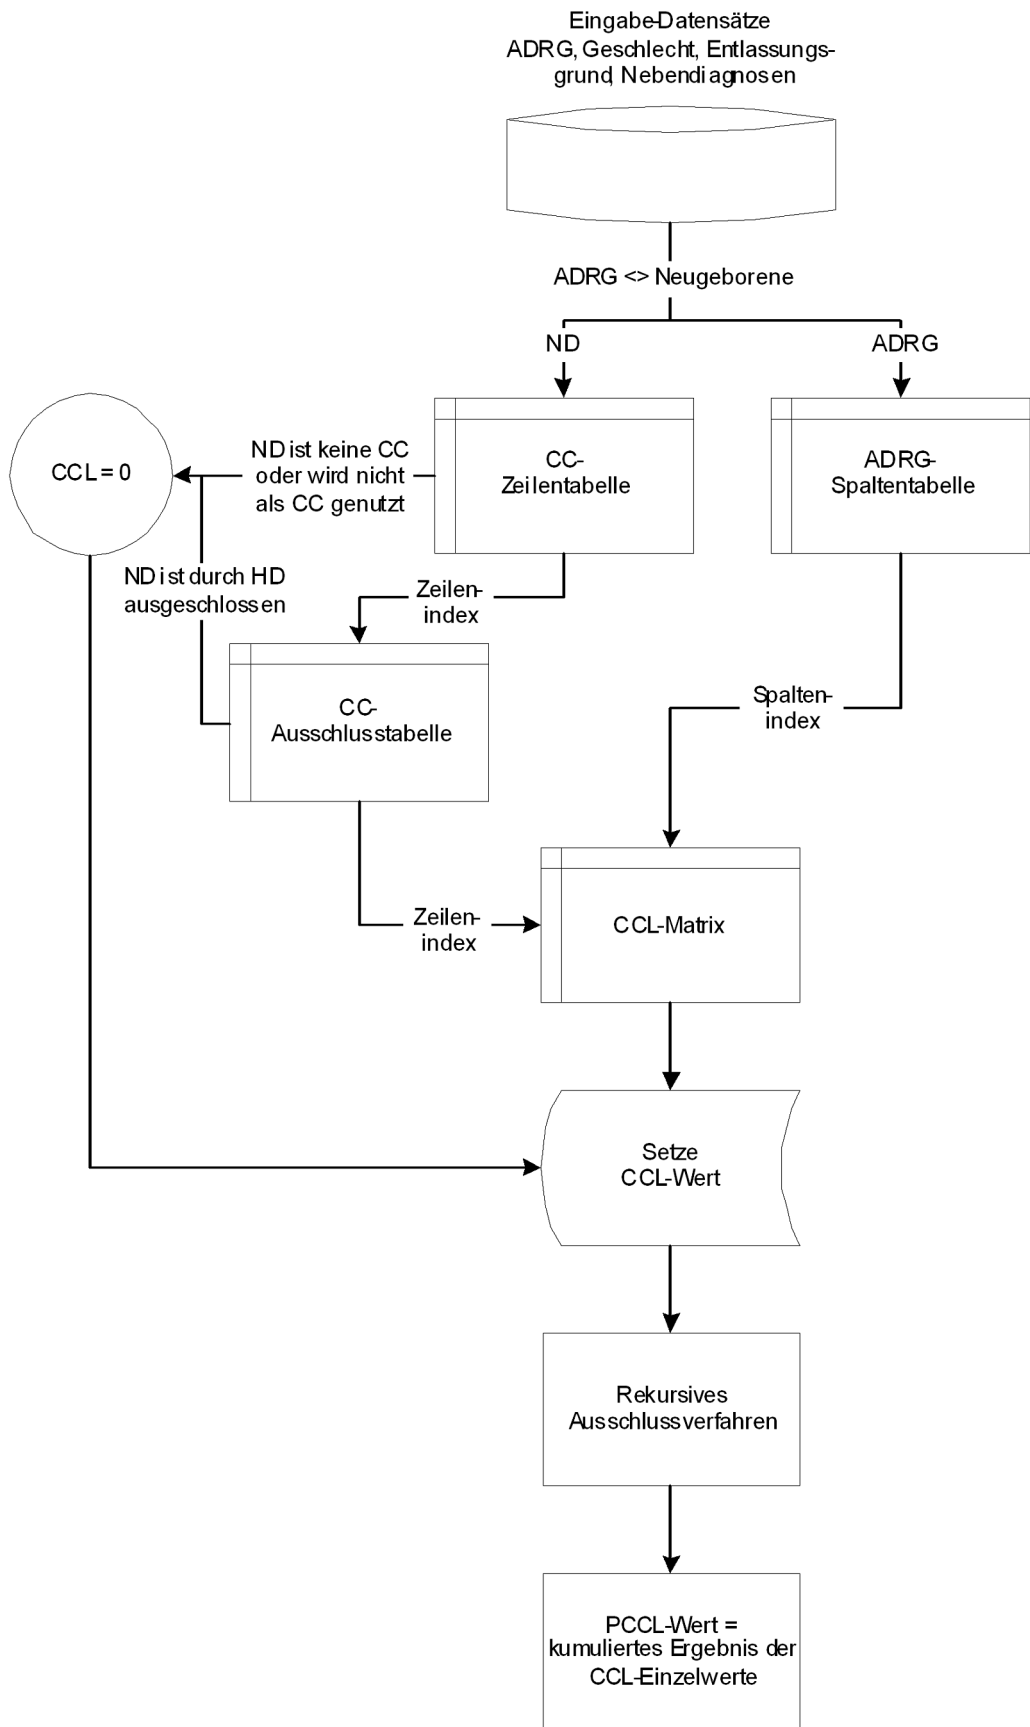 Eingabe-Datensätze
ADRG, Geschlecht, Entlassungs-
grund, Nebendiagnosen
ADRG <> Neugeborene
ND
ADRG
CCL = 0
ND ist keine CC
oder wird nicht
als CC genutzt
CC-
Zeilentabelle
ADRG-
Spaltentabelle
ND ist durch HD
ausgeschlossen
Zeilen-
index
CC-
Ausschlusstabelle
Spalten-
index
Zeilen-
index
CCL-Matrix
Setze
CCL-Wert
Rekursives
Ausschlussverfahren
PCCL-Wert =
kumuliertes Ergebnis der
CCL-Einzelwerte